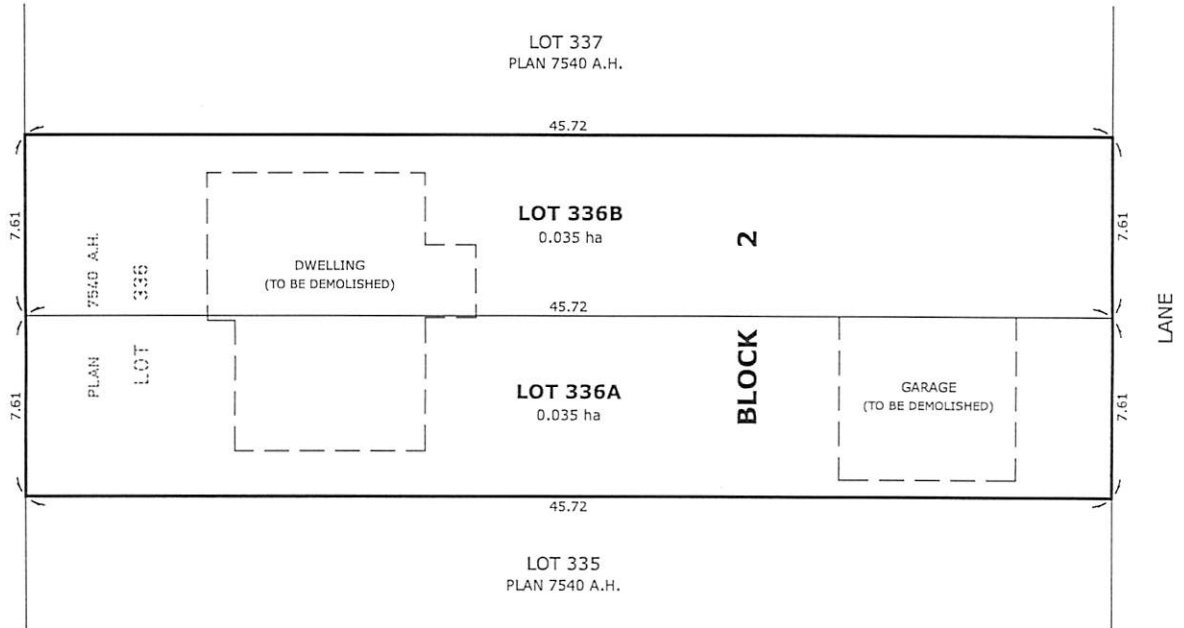 LOT 337
PLAN 7540 A.H.
45.72
7.61
7.61
LOT 336B
0.035 ha
2
DWELLING
(TO BE DEMOLISHED)
PLAN 7540 A.H.
LOT 336
45.72
LANE
7.61
7.61
LOT 336A
0.035 ha
BLOCK
GARAGE
(TO BE DEMOLISHED)
45.72
LOT 335
PLAN 7540 A.H.